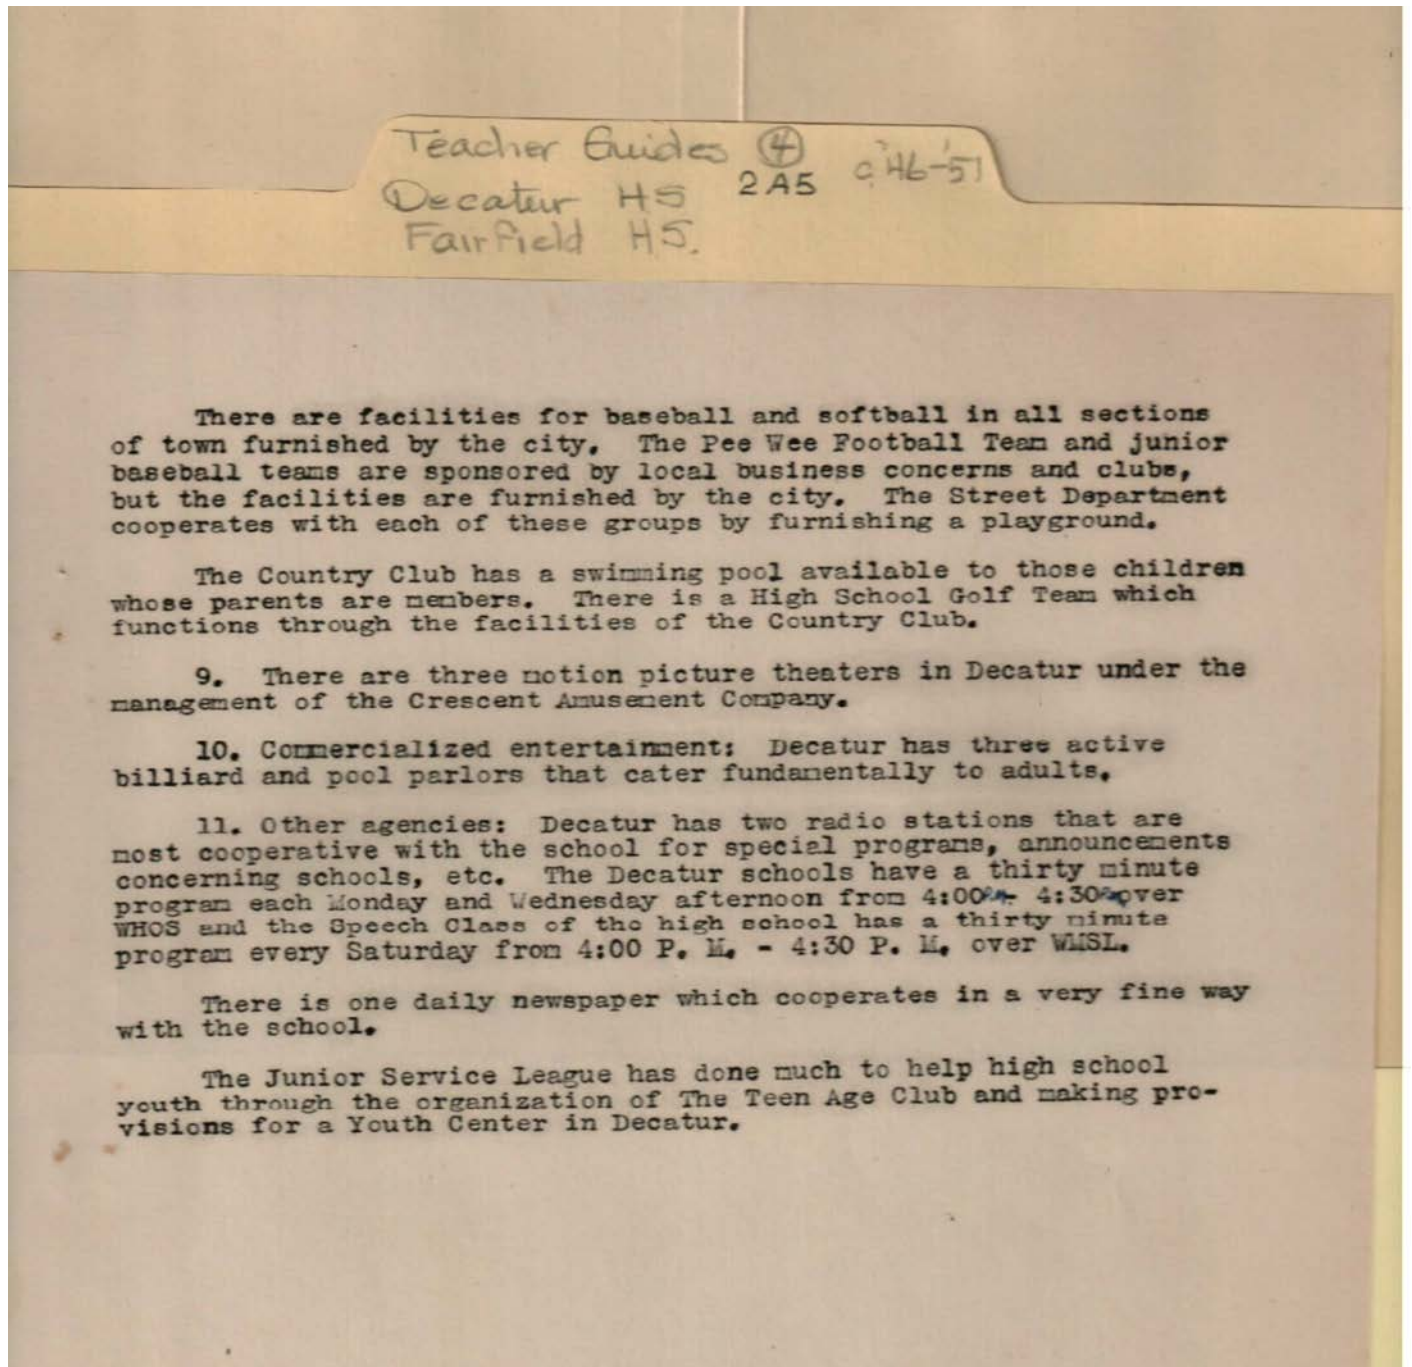 Teacher Guides 4
2A5
c '46-'51
Decatur HS
Fairfield HS.
There are facilities for baseball and softball in all sections
of town furnished by the city. The Pee Wee Football Team and junior
baseball teams are sponsored by local business concerns and clubs,
but the facilities are furnished by the city. The Street Department
cooperates with each of these groups by furnishing a playground.
The Country Club has a swimming pool available to those children
whose parents are members. There is a High School Golf Team which
functions through the facilities of the Country Club.
9. There are three motion picture theaters in Decatur under the
management of the Crescent Amusement Company.
10. Commercialized entertainment: Decatur has three active
billiard and pool parlors that cater fundamentally to adults.
11. Other agencies: Decatur has two radio stations that are
most cooperative with the school for special programs, announcements
concerning schools, etc. The Decatur schools have a thirty minute
program each Monday and Wednesday afternoon from 4:00 4:30 over
WHOS and the Speech Class of the high school has a thirty minute
program every Saturday from 4:00 P. M. - 4:30 P. M. over WMSL.
There is one daily newspaper which cooperates in a very fine way
with the school.
The Junior Service League has done much to help high school
youth through the organization of The Teen Age Club and making pro-
visions for a Youth Center in Decatur.